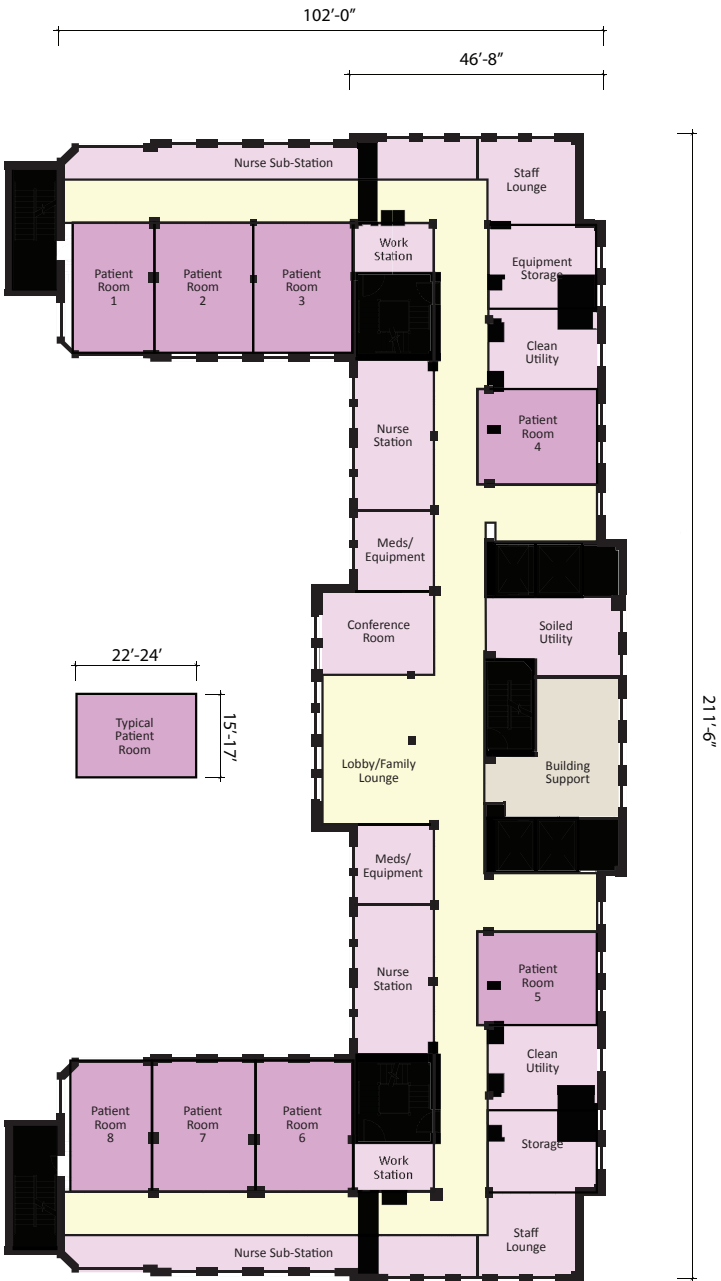 102'-0"
46'-8"
Nurse Sub-Station
Staff
Lounge
Work
Station
Equipment
Storage
Patient
Room
1
Patient
Room
2
Patient
Room
3
Clean
Utility
Nurse
Station
Patient
Room
4
Meds/
Equipment
Conference
Room
Soiled
Utility
22'-24'
15'-17'
Typical
Patient
Room
211'-6"
Lobby/Family
Lounge
Building
Support
Meds/
Equipment
Nurse
Station
Patient
Room
5
Clean
Utility
Patient
Room
8
Patient
Room
7
Patient
Room
6
Storage
Work
Station
Nurse Sub-Station
Staff
Lounge